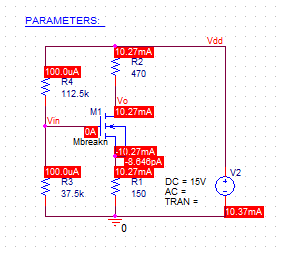 PARAMETERS:
Vdd
10.27mA
R2
470
100.0uA
R4
112.5k
Vo
M1
10.27mA
Vin
0A
Mbreakn
-10.27mA
-8.646pA
100.0uA
R3
37.5k
10.27mA
R1
150
DC = 15V
AC =
TRAN =
V2
10.37mA
0